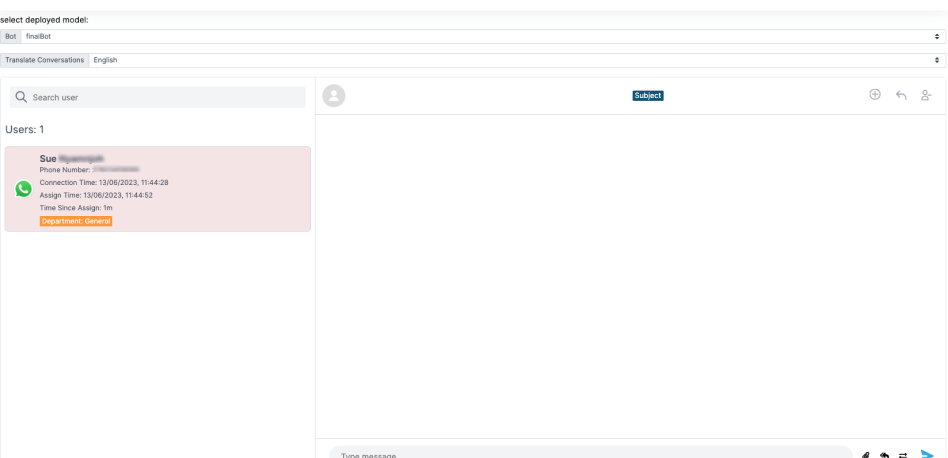 select deployed model:
Bot finalBot
Translate Conversations English
Search user
Subject
Users: 1
Sue
Phone Number:
Connection Time: 13/06/2023, 11:44:28
Assign Time: 13/06/2023, 11:44:52
Time Since Assign: 1m
Department: General
Type message